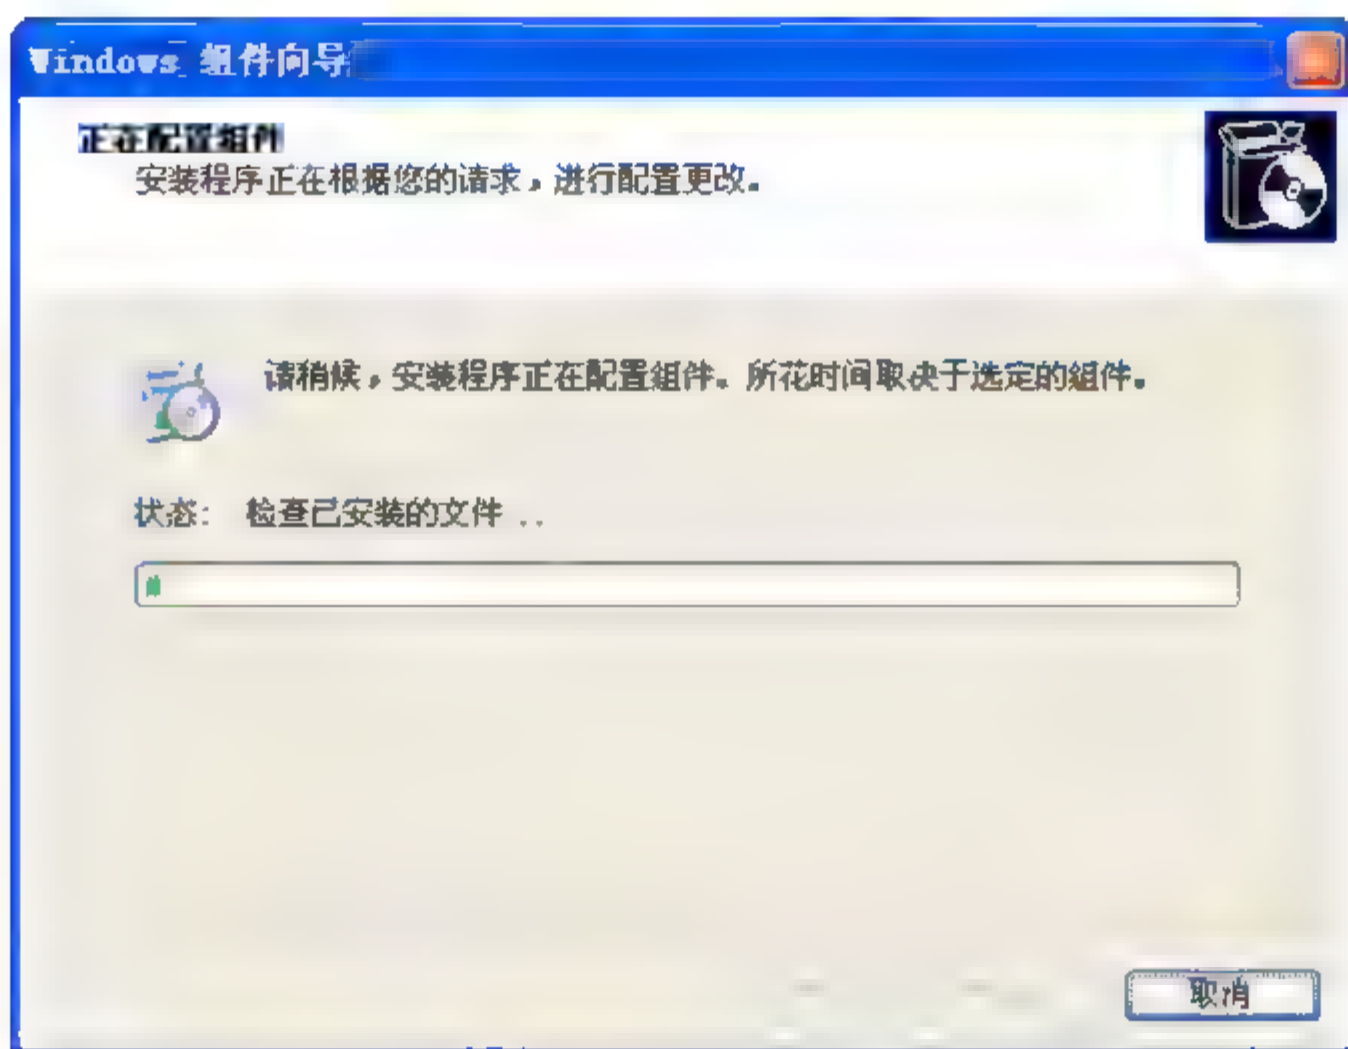 Windows 组件向导
正在配置组件
安装程序正在根据您的请求，进行配置更改。
请稍候，安装程序正在配置组件。所花时间取决于选定的组件。
状态： 检查已安装的文件 ..
取消